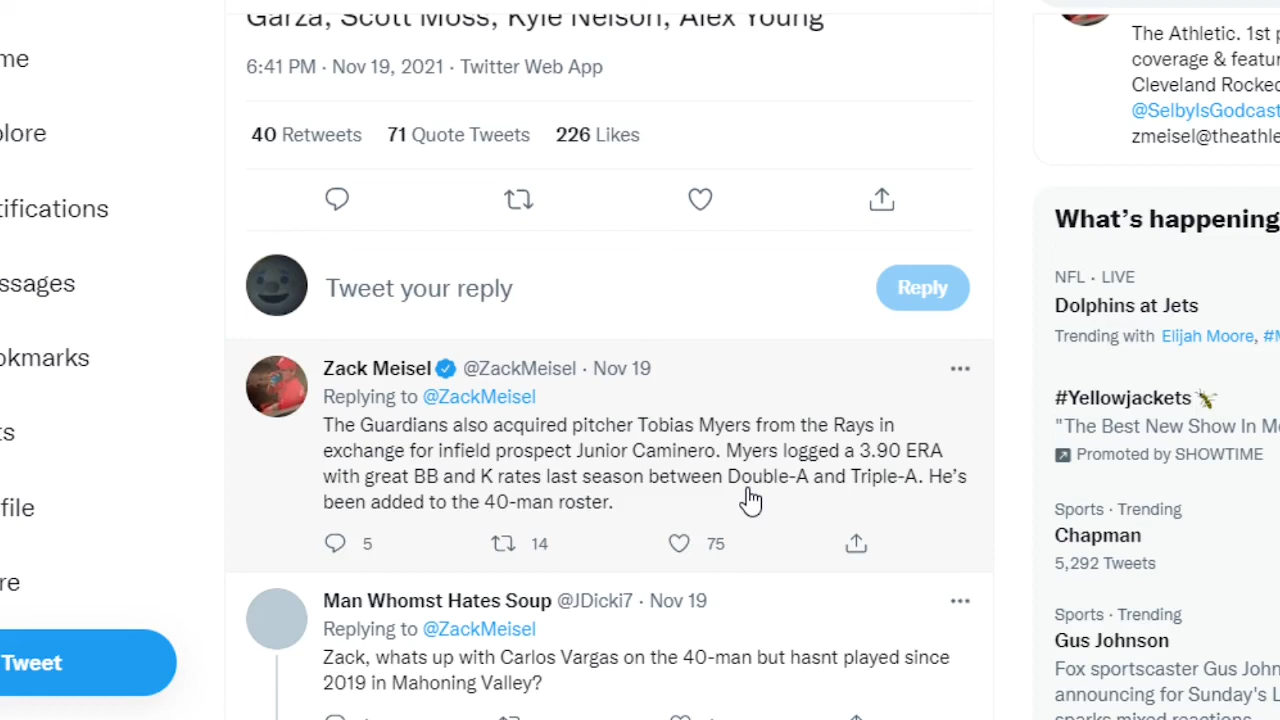 Garza, Scott Moss, Kyle Nelson, Alex Young
6:41 PM · Nov 19, 2021 · Twitter Web App
40 Retweets 71 Quote Tweets 226 Likes
Tweet your reply
Reply
Zack Meisel @ZackMeisel · Nov 19
Replying to @ZackMeisel
The Guardians also acquired pitcher Tobias Myers from the Rays in
exchange for infield prospect Junior Caminero. Myers logged a 3.90 ERA
with great BB and K rates last season between Double-A and Triple-A. He's
been added to the 40-man roster.
5 14 75
Man Whomst Hates Soup @JDicki7 · Nov 19
Replying to @ZackMeisel
Zack, whats up with Carlos Vargas on the 40-man but hasnt played since
2019 in Mahoning Valley?
me
plore
tifications
ssages
okmarks
ts
file
re
Tweet
The Athletic. 1st p
coverage & featur
Cleveland Rocked
@SelbyIsGodcast
zmeisel@theathle
What's happening
NFL · LIVE
Dolphins at Jets
Trending with Elijah Moore, #M
#Yellowjackets
"The Best New Show In Mo
Promoted by SHOWTIME
Sports · Trending
Chapman
5,292 Tweets
Sports · Trending
Gus Johnson
Fox sportscaster Gus John
announcing for Sunday's L
sparks mixed reactions